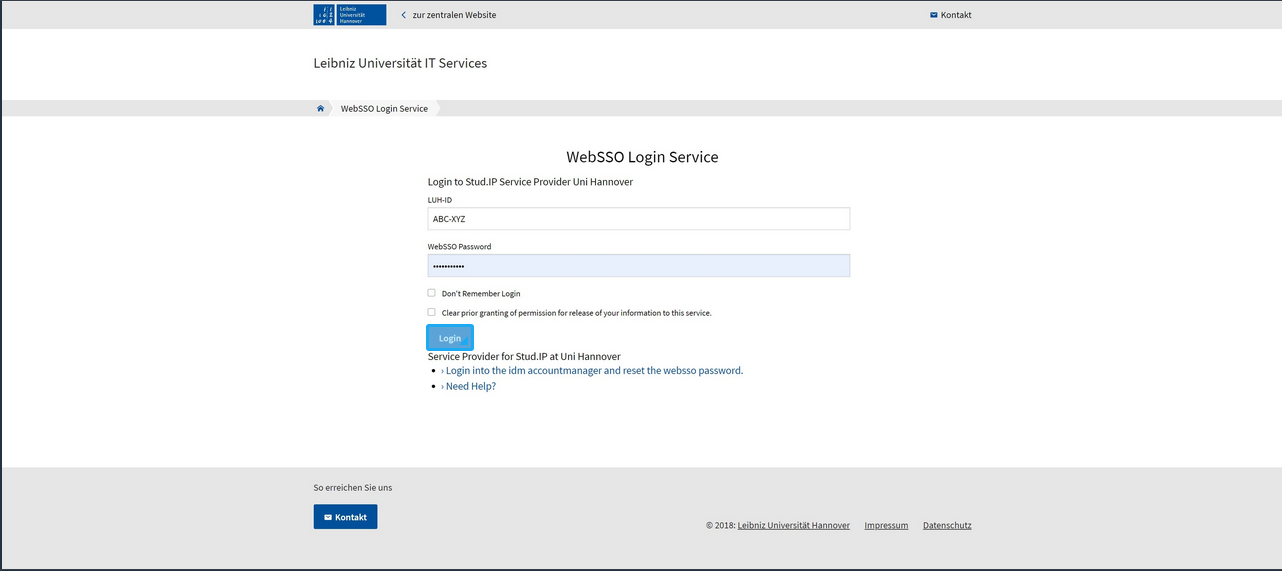 Leibniz
Universität
Hannover
zur zentralen Website
Kontakt
Leibniz Universität IT Services
WebSSO Login Service
WebSSO Login Service
Login to Stud.IP Service Provider Uni Hannover
LUH-ID
ABC-XYZ
WebSSO Password
•••••••••••
Don't Remember Login
Clear prior granting of permission for release of your information to this service.
Login
Service Provider for Stud.IP at Uni Hannover
• › Login into the idm accountmanager and reset the websso password.
• › Need Help?
So erreichen Sie uns
Kontakt
© 2018: Leibniz Universität Hannover Impressum Datenschutz